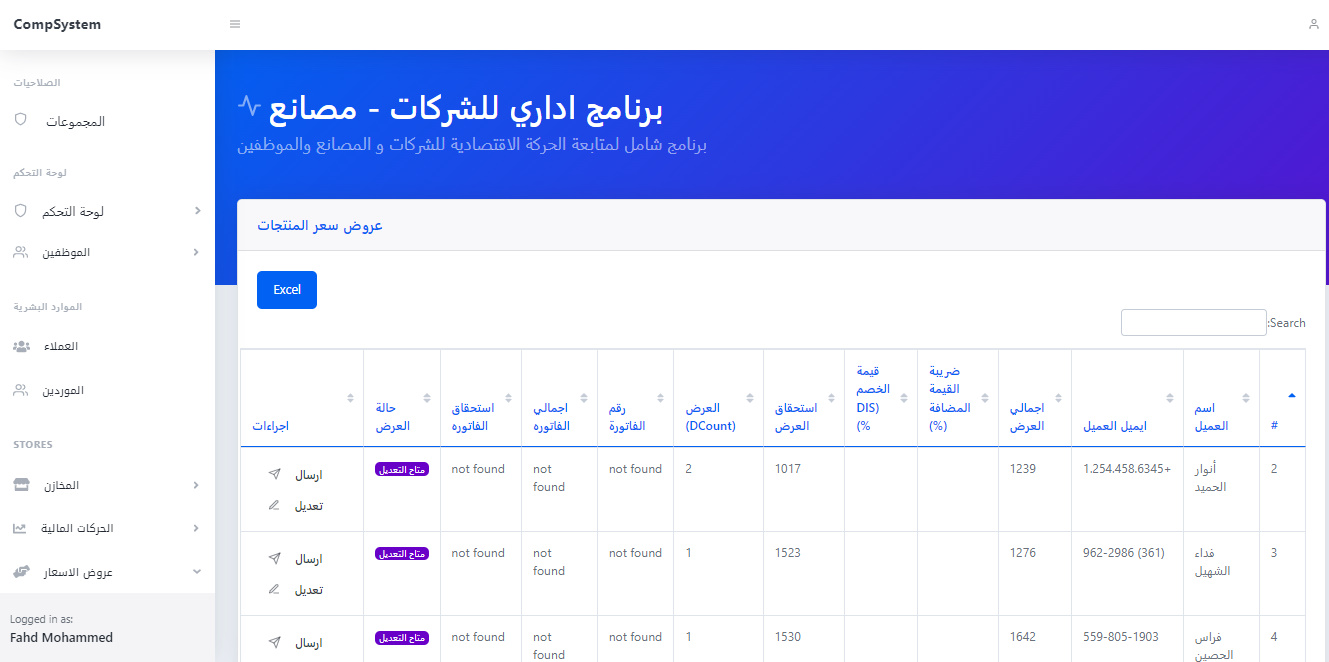 CompSystem
الصلاحيات
المجموعات
لوحة التحكم
لوحة التحكم
الموظفين
الموارد البشرية
العملاء
الموردين
STORES
المخازن
الحركات المالية
عروض الاسعار
Logged in as:
Fahd Mohammed
برنامج اداري للشركات - مصانع
برنامج شامل لمتابعة الحركة الاقتصادية للشركات و المصانع والموظفين
عروض سعر المنتجات
Excel
:Search
#
اسم
العميل
ايميل العميل
اجمالي
العرض
ضريبة
القيمة
المضافة
(%)
قيمة
الخصم
DIS)
(%
استحقاق
العرض
العرض
(DCount)
رقم
الفاتورة
اجمالي
الفاتوره
استحقاق
الفاتوره
حالة
العرض
اجراءات
2
أنوار
الحميد
1.254.458.6345+
1239
1017
2
not found
not
found
not found
متاح التعديل
ارسال
تعديل
3
فداء
الشهيل
962-2986 (361)
1276
1523
1
not found
not
found
not found
متاح التعديل
ارسال
تعديل
4
فراس
الحصين
559-805-1903
1642
1530
1
not found
not
found
not found
متاح التعديل
ارسال